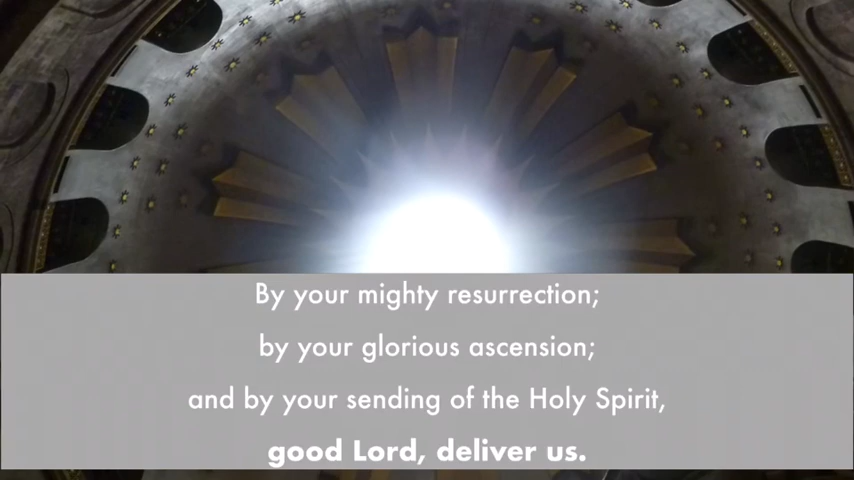 By your mighty resurrection;
by your glorious ascension;
and by your sending of the Holy Spirit,
good Lord, deliver us.